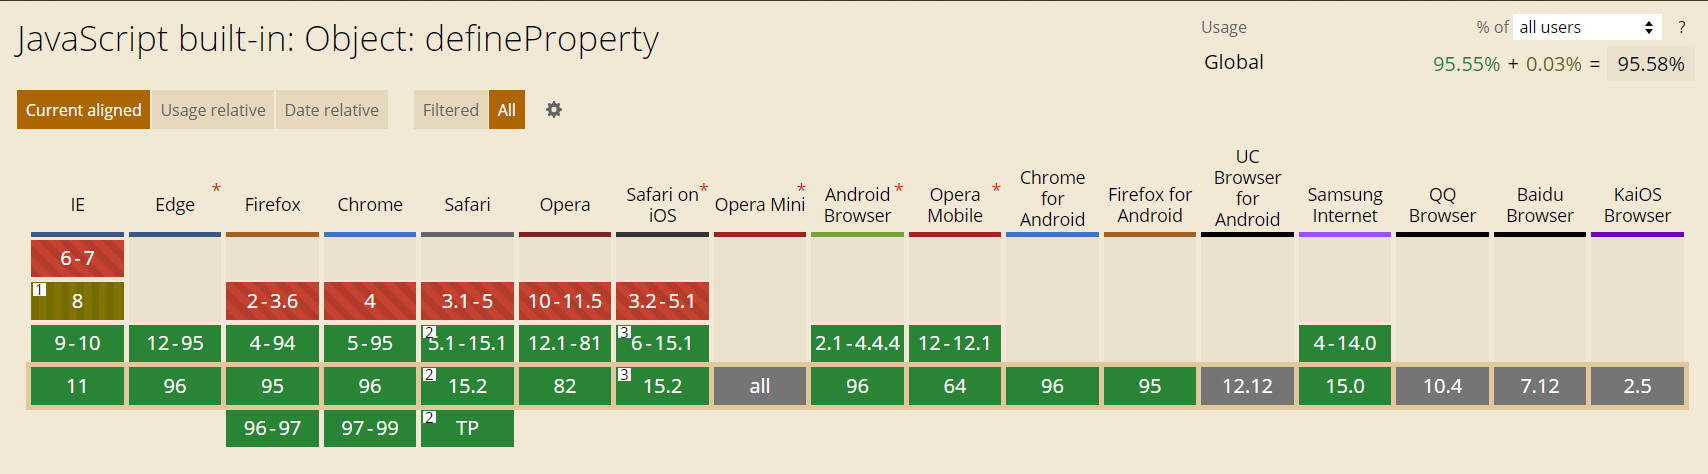 JavaScript built-in: Object: defineProperty
Usage % of all users ?
Global 95.55% + 0.03% = 95.58%
Current aligned Usage relative Date relative Filtered All
IE Edge * Firefox Chrome Safari Opera Safari on iOS * Opera Mini * Android Browser * Opera Mobile * Chrome for Android Firefox for Android UC Browser for Android Samsung Internet QQ Browser Baidu Browser KaiOS Browser
6-7
1 8 2-3.6 4 3.1-5 10-11.5 3.2-5.1
9-10 12-95 4-94 5-95 2 5.1-15.1 12.1-81 3 6-15.1 2.1-4.4.4 12-12.1 4-14.0
11 96 95 96 2 15.2 82 3 15.2 all 96 64 96 95 12.12 15.0 10.4 7.12 2.5
96-97 97-99 2 TP